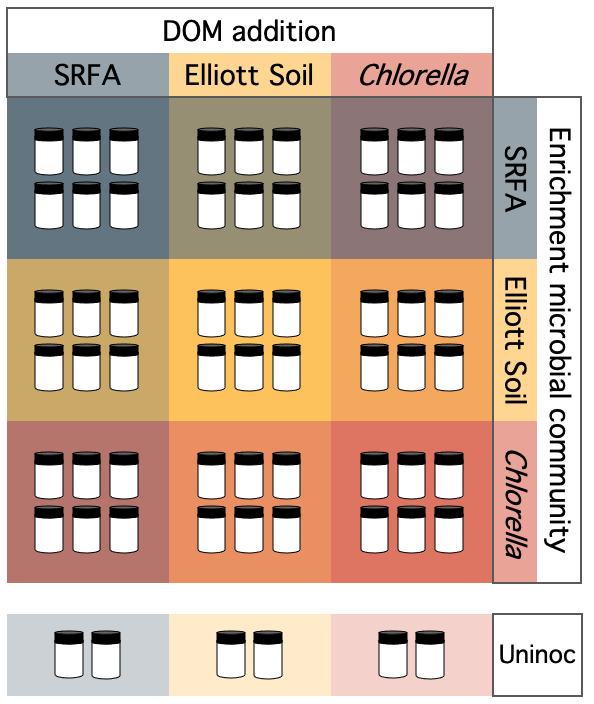 DOM addition
SRFA
Elliott Soil
Chlorella
SRFA
Elliott Soil
Chlorella
Enrichment microbial community
Uninoc